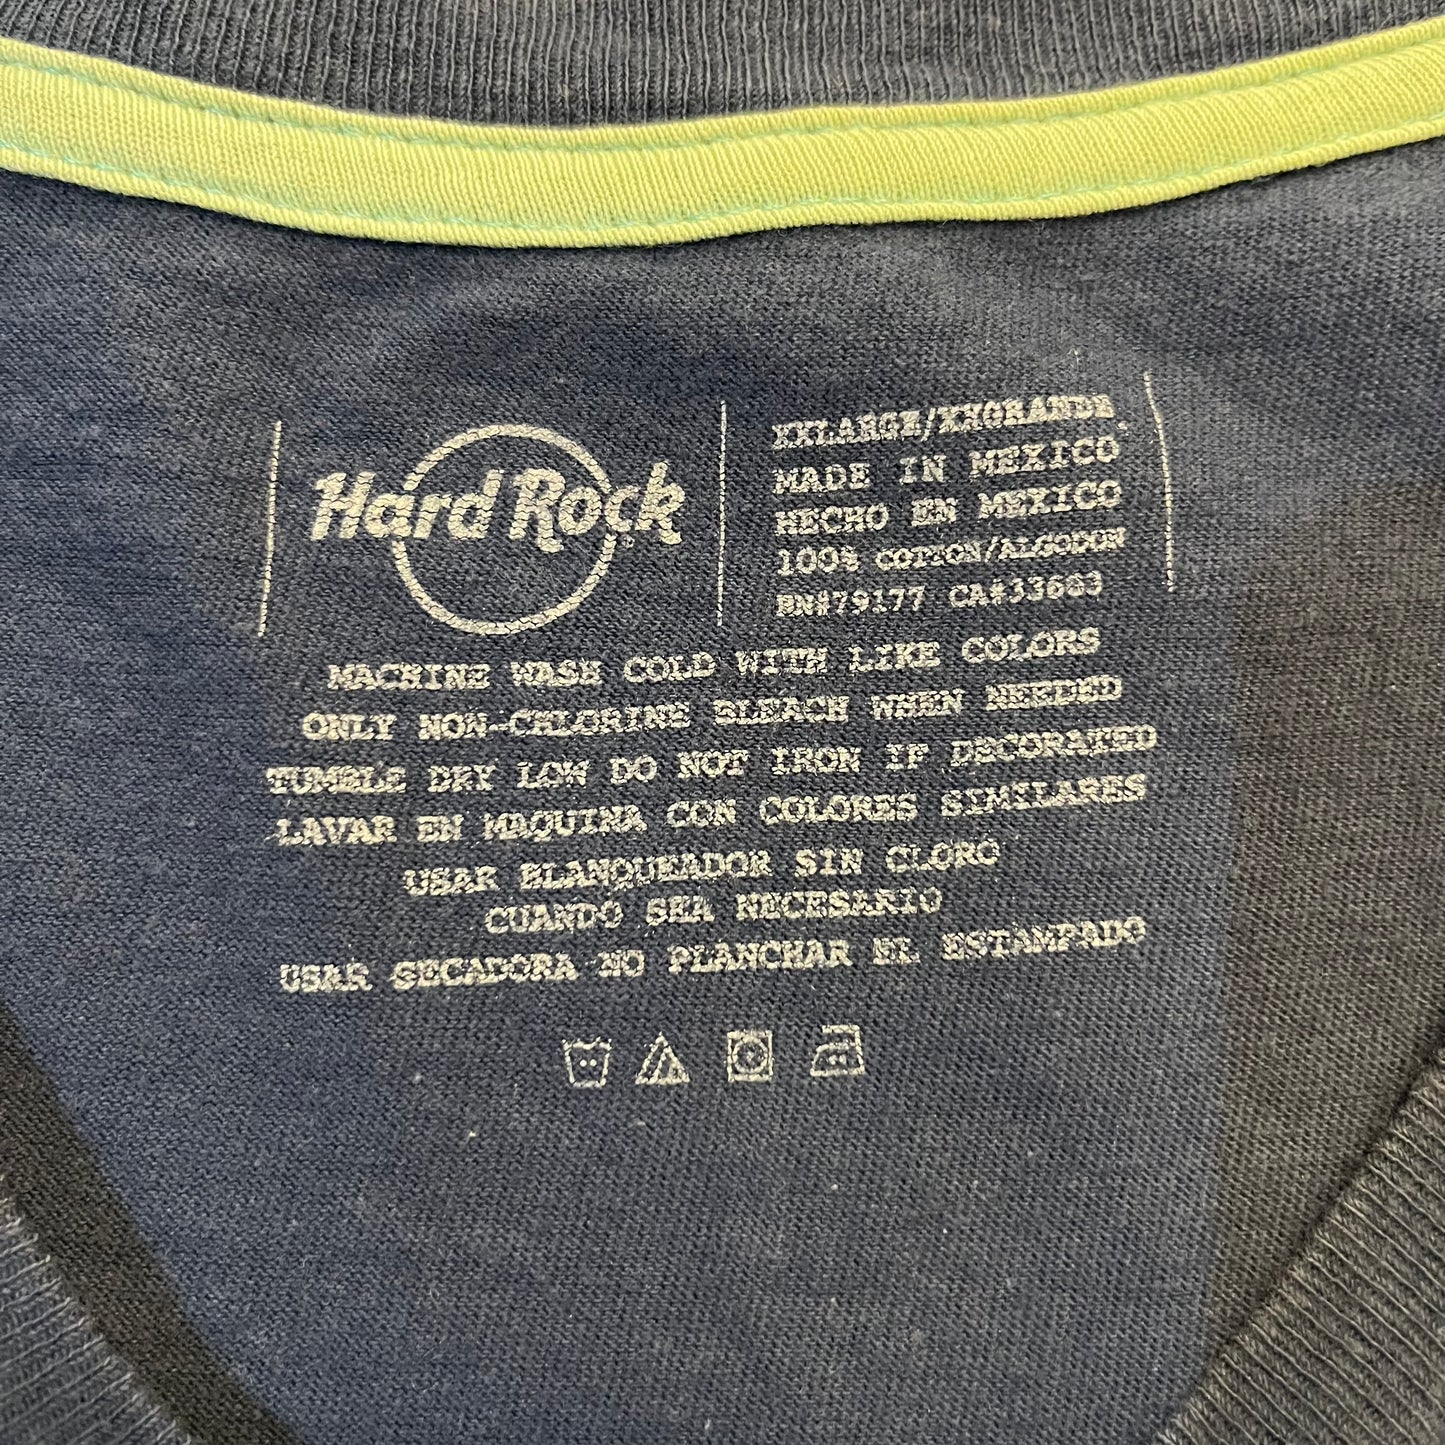 Hard Rock
XXLARGE/XXGRANDE
MADE IN MEXICO
HECHO EN MEXICO
100% COTTON/ALGODON
RN#79177 CA#33603
MACHINE WASH COLD WITH LIKE COLORS
ONLY NON-CHLORINE BLEACH WHEN NEEDED
TUMBLE DRY LOW DO NOT IRON IF DECORATED
LAVAR EN MAQUINA CON COLORES SIMILARES
USAR BLANQUEADOR SIN CLORO
CUANDO SEA NECESARIO
USAR SECADORA NO PLANCHAR EL ESTAMPADO